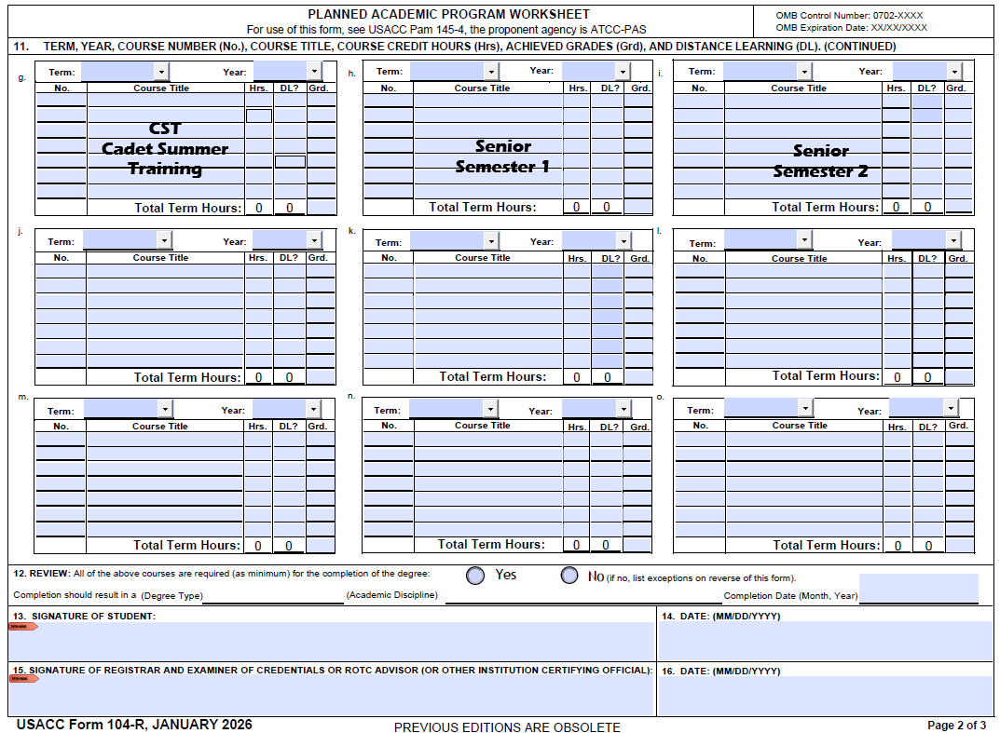 PLANNED ACADEMIC PROGRAM WORKSHEET
For use of this form, see USACC Pam 145-4, the proponent agency is ATCC-PAS
OMB Control Number: 0702-XXXX
OMB Expiration Date: XX/XX/XXXX
11. TERM, YEAR, COURSE NUMBER (No.), COURSE TITLE, COURSE CREDIT HOURS (Hrs), ACHIEVED GRADES (Grd), AND DISTANCE LEARNING (DL). (CONTINUED)
g. Term: Year:
No. Course Title Hrs. DL? Grd.
CST
Cadet Summer
Training
Total Term Hours: 0 0
h. Term: Year:
No. Course Title Hrs. DL? Grd.
Senior
Semester 1
Total Term Hours: 0 0
i. Term: Year:
No. Course Title Hrs. DL? Grd.
Senior
Semester 2
Total Term Hours: 0 0
j. Term: Year:
No. Course Title Hrs. DL? Grd.
Total Term Hours: 0 0
k. Term: Year:
No. Course Title Hrs. DL? Grd.
Total Term Hours: 0 0
l. Term: Year:
No. Course Title Hrs. DL? Grd.
Total Term Hours: 0 0
m. Term: Year:
No. Course Title Hrs. DL? Grd.
Total Term Hours: 0 0
n. Term: Year:
No. Course Title Hrs. DL? Grd.
Total Term Hours: 0 0
o. Term: Year:
No. Course Title Hrs. DL? Grd.
Total Term Hours: 0 0
12. REVIEW: All of the above courses are required (as minimum) for the completion of the degree: Yes No (if no, list exceptions on reverse of this form).
Completion should result in a (Degree Type) (Academic Discipline) Completion Date (Month, Year)
13. SIGNATURE OF STUDENT:
14. DATE: (MM/DD/YYYY)
15. SIGNATURE OF REGISTRAR AND EXAMINER OF CREDENTIALS OR ROTC ADVISOR (OR OTHER INSTITUTION CERTIFYING OFFICIAL):
16. DATE: (MM/DD/YYYY)
USACC Form 104-R, JANUARY 2026
PREVIOUS EDITIONS ARE OBSOLETE
Page 2 of 3